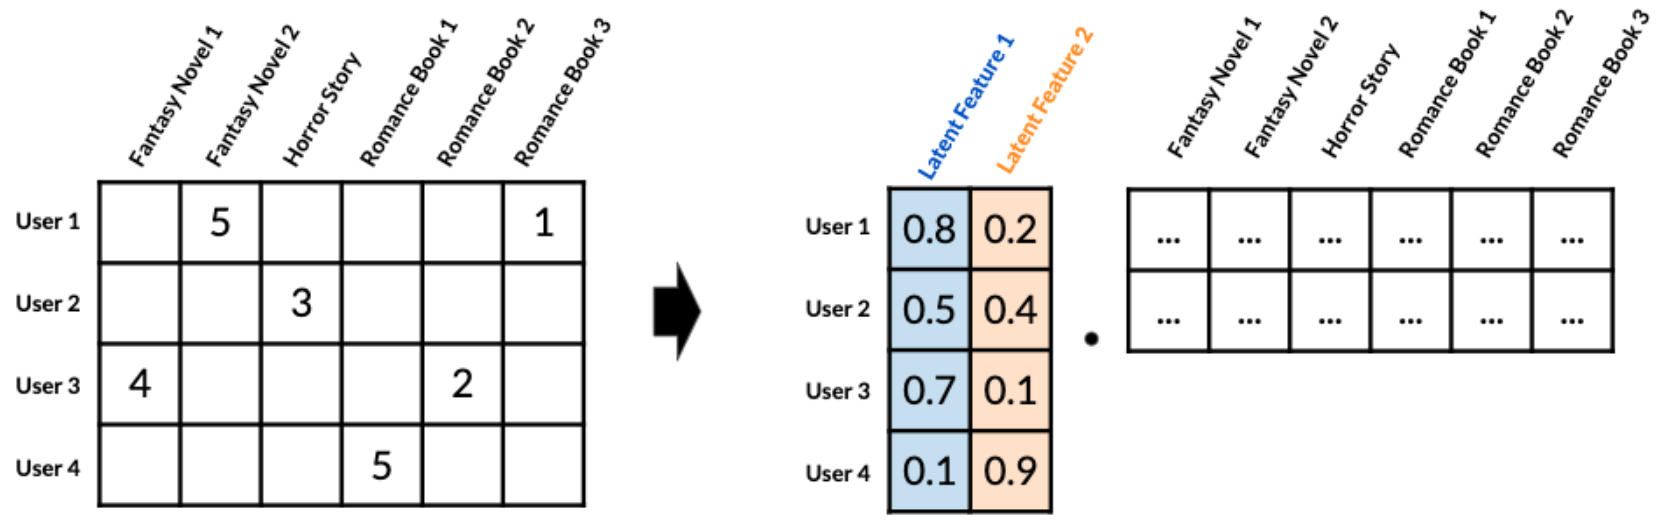 Fantasy Novel 1
Fantasy Novel 2
Horror Story
Romance Book 1
Romance Book 2
Romance Book 3
User 1 5 1
User 2 3
User 3 4 2
User 4 5
Latent Feature 1
Latent Feature 2
User 1 0.8 0.2
User 2 0.5 0.4
User 3 0.7 0.1
User 4 0.1 0.9
Fantasy Novel 1
Fantasy Novel 2
Horror Story
Romance Book 1
Romance Book 2
Romance Book 3
... ... ... ... ... ...
... ... ... ... ... ...